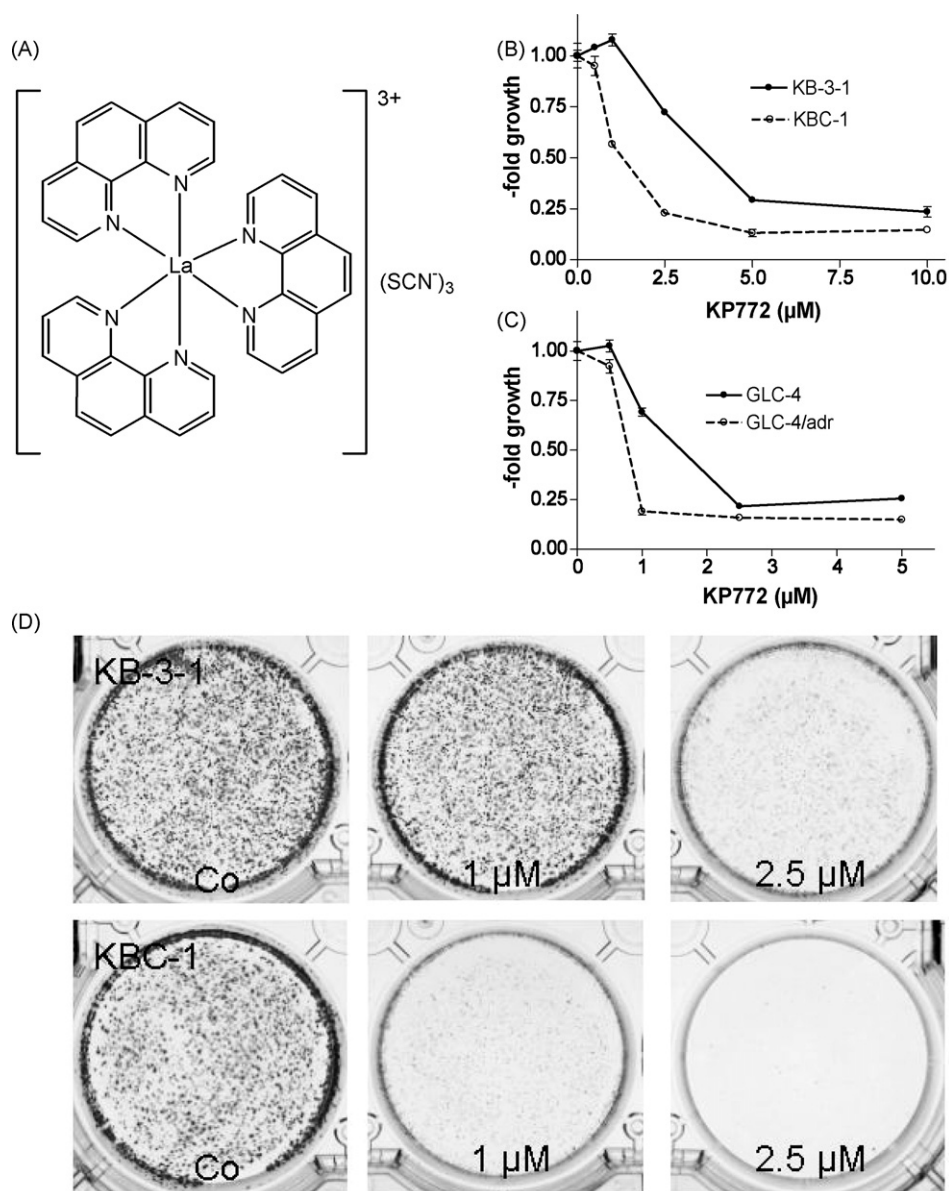 (A)
3+
N
N
N
La
N
N
N
(SCN⁻)₃
(B)
1.00
0.75
0.50
0.25
0.00
-fold growth
KB-3-1
KBC-1
0.0
2.5
5.0
7.5
10.0
KP772 (µM)
(C)
1.00
0.75
0.50
0.25
0.00
-fold growth
GLC-4
GLC-4/adr
0
1
2
3
4
5
KP772 (µM)
(D)
KB-3-1
Co
1 µM
2.5 µM
KBC-1
Co
1 µM
2.5 µM